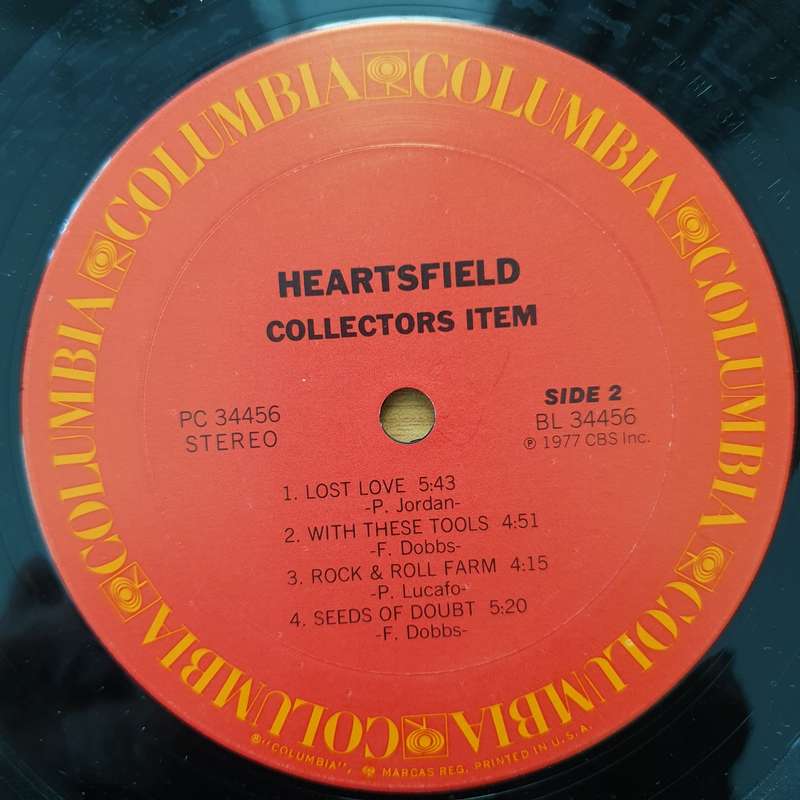 COLUMBIA COLUMBIA COLUMBIA COLUMBIA COLUMBIA COLUMBIA COLUMBIA COLUMBIA
HEARTSFIELD
COLLECTORS ITEM
PC 34456
STEREO
SIDE 2
BL 34456
℗ 1977 CBS Inc.
1. LOST LOVE 5:43
-P. Jordan-
2. WITH THESE TOOLS 4:51
-F. Dobbs-
3. ROCK & ROLL FARM 4:15
-P. Lucafo-
4. SEEDS OF DOUBT 5:20
-F. Dobbs-
®"COLUMBIA", MARCAS REG. PRINTED IN U.S.A.